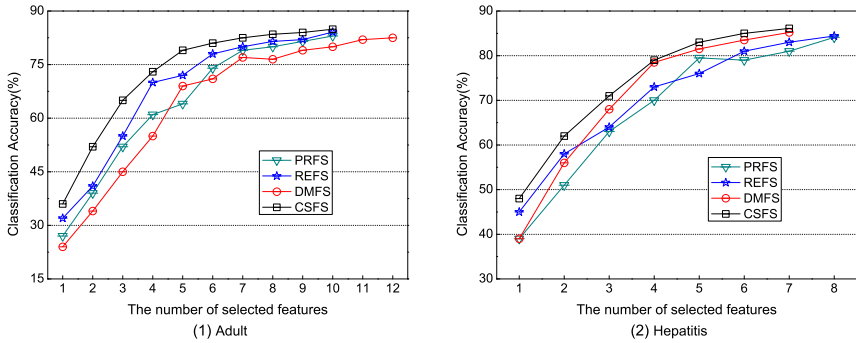 90
75
60
45
30
15
Classification Accuracy(%)
PRFS
REFS
DMFS
CSFS
1 2 3 4 5 6 7 8 9 10 11 12
The number of selected features
(1) Adult
90
80
70
60
50
40
30
Classification Accuracy(%)
PRFS
REFS
DMFS
CSFS
1 2 3 4 5 6 7 8
The number of selected features
(2) Hepatitis